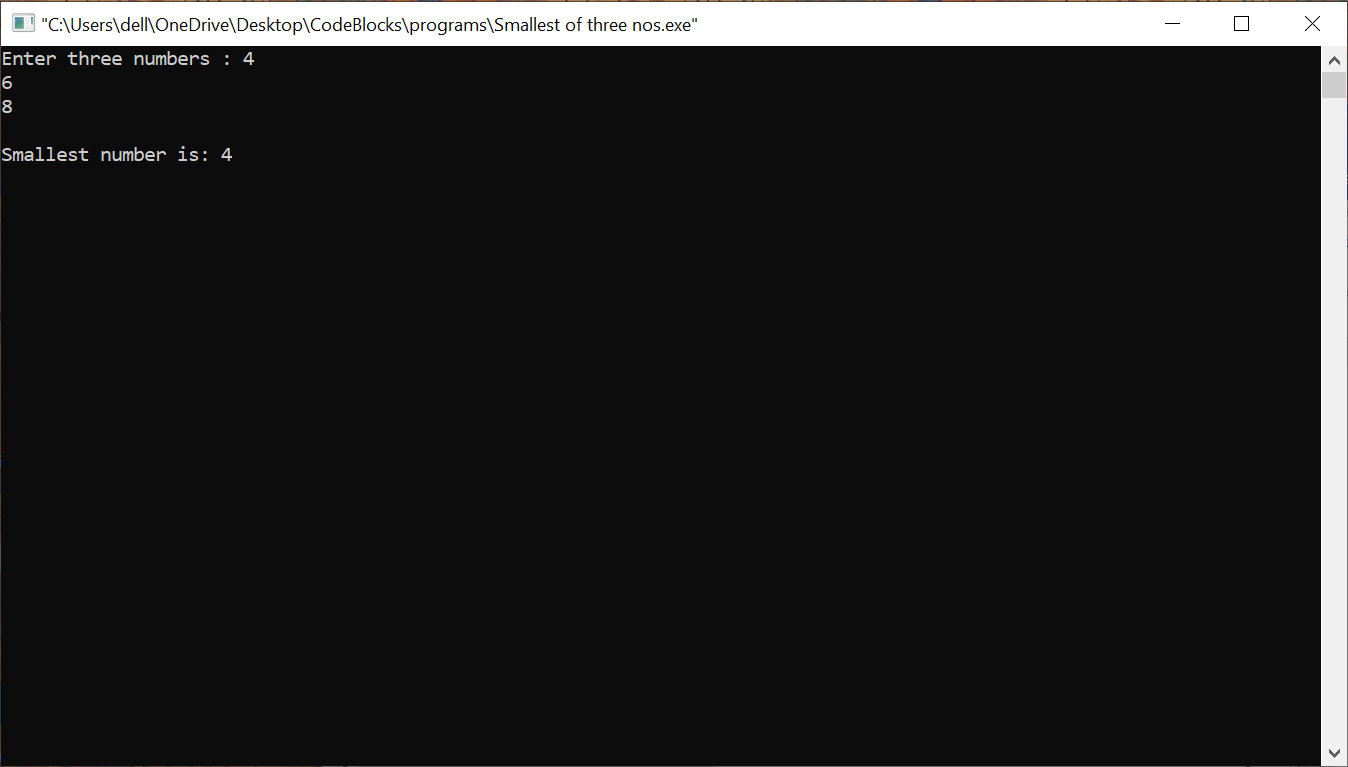 "C:\Users\dell\OneDrive\Desktop\CodeBlocks\programs\Smallest of three nos.exe"
Enter three numbers : 4
6
8
Smallest number is: 4